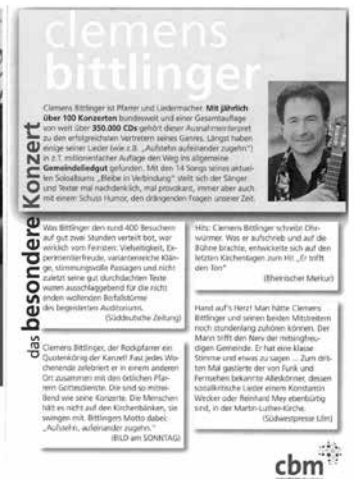 clemens
bittlinger
das besondere Konzert
Clemens Bittlinger ist Pfarrer und Liedermacher. Mit jährlich
über 100 Konzerten bundesweit und einer Gesamtauflage
von weit über 350.000 CDs gehört dieser Ausnahmeinterpret
zu den erfolgreichsten Vertretern seines Genres. Längst haben
einige seiner Lieder (wie z.B. „Aufstehn aufeinander zugehn")
in z.T. millionenfacher Auflage den Weg ins allgemeine
Gemeindeliedgut gefunden. Mit den 14 Songs seines aktuel-
len Soloalbums „Bleibe in Verbindung" stellt sich der Sänger
und Texter mal nachdenklich, mal provokant, immer aber auch
mit einem Schuss Humor, den drängenden Fragen unserer Zeit.
Was Bittlinger den rund 400 Besuchern
auf gut zwei Stunden verteilt bot, war
wirklich vom Feinsten: Vielseitigkeit, Ex-
perimentierfreude, variantenreiche Klän-
ge, stimmungsvolle Passagen und nicht
zuletzt seine gut durchdachten Texte
waren ausschlaggebend für die nicht
enden wollenden Beifallstürme
des begeisterten Auditoriums.
(Süddeutsche Zeitung)
Clemens Bittlinger, der Rockpfarrer ein
Quotenkönig der Kanzel! Fast jedes Wo-
chenende zelebriert er in einem anderen
Ort zusammen mit den örtlichen Pfar-
rern Gottesdienste. Die sind so mitrei-
ßend wie seine Konzerte. Die Menschen
hält es nicht auf den Kirchenbänken, sie
swingen mit. Bittlingers Motto dabei:
„Aufstehn, aufeinander zugehn."
(BILD am SONNTAG)
Hits: Clemens Bittlinger schreibt Ohr-
würmer. Was er aufschrieb und auf die
Bühne brachte, entwickelte sich auf den
letzten Kirchentagen zum Hit „Er trifft
den Ton"
(Rheinischer Merkur)
Hand auf's Herz! Man hätte Clemens
Bittlinger und seinen beiden Mitstreitern
noch stundenlang zuhören können. Der
Mann trifft den Nerv der mitsingfreu-
digen Gemeinde. Er hat eine klasse
Stimme und etwas zu sagen ... Zum drit-
ten Mal gastierte der von Funk und
Fernsehen bekannte Alleskönner, dessen
sozialkritische Lieder einem Konstantin
Wecker oder Reinhard Mey ebenbürtig
sind, in der Martin-Luther-Kirche.
(Südwestpresse Ulm)
cbm